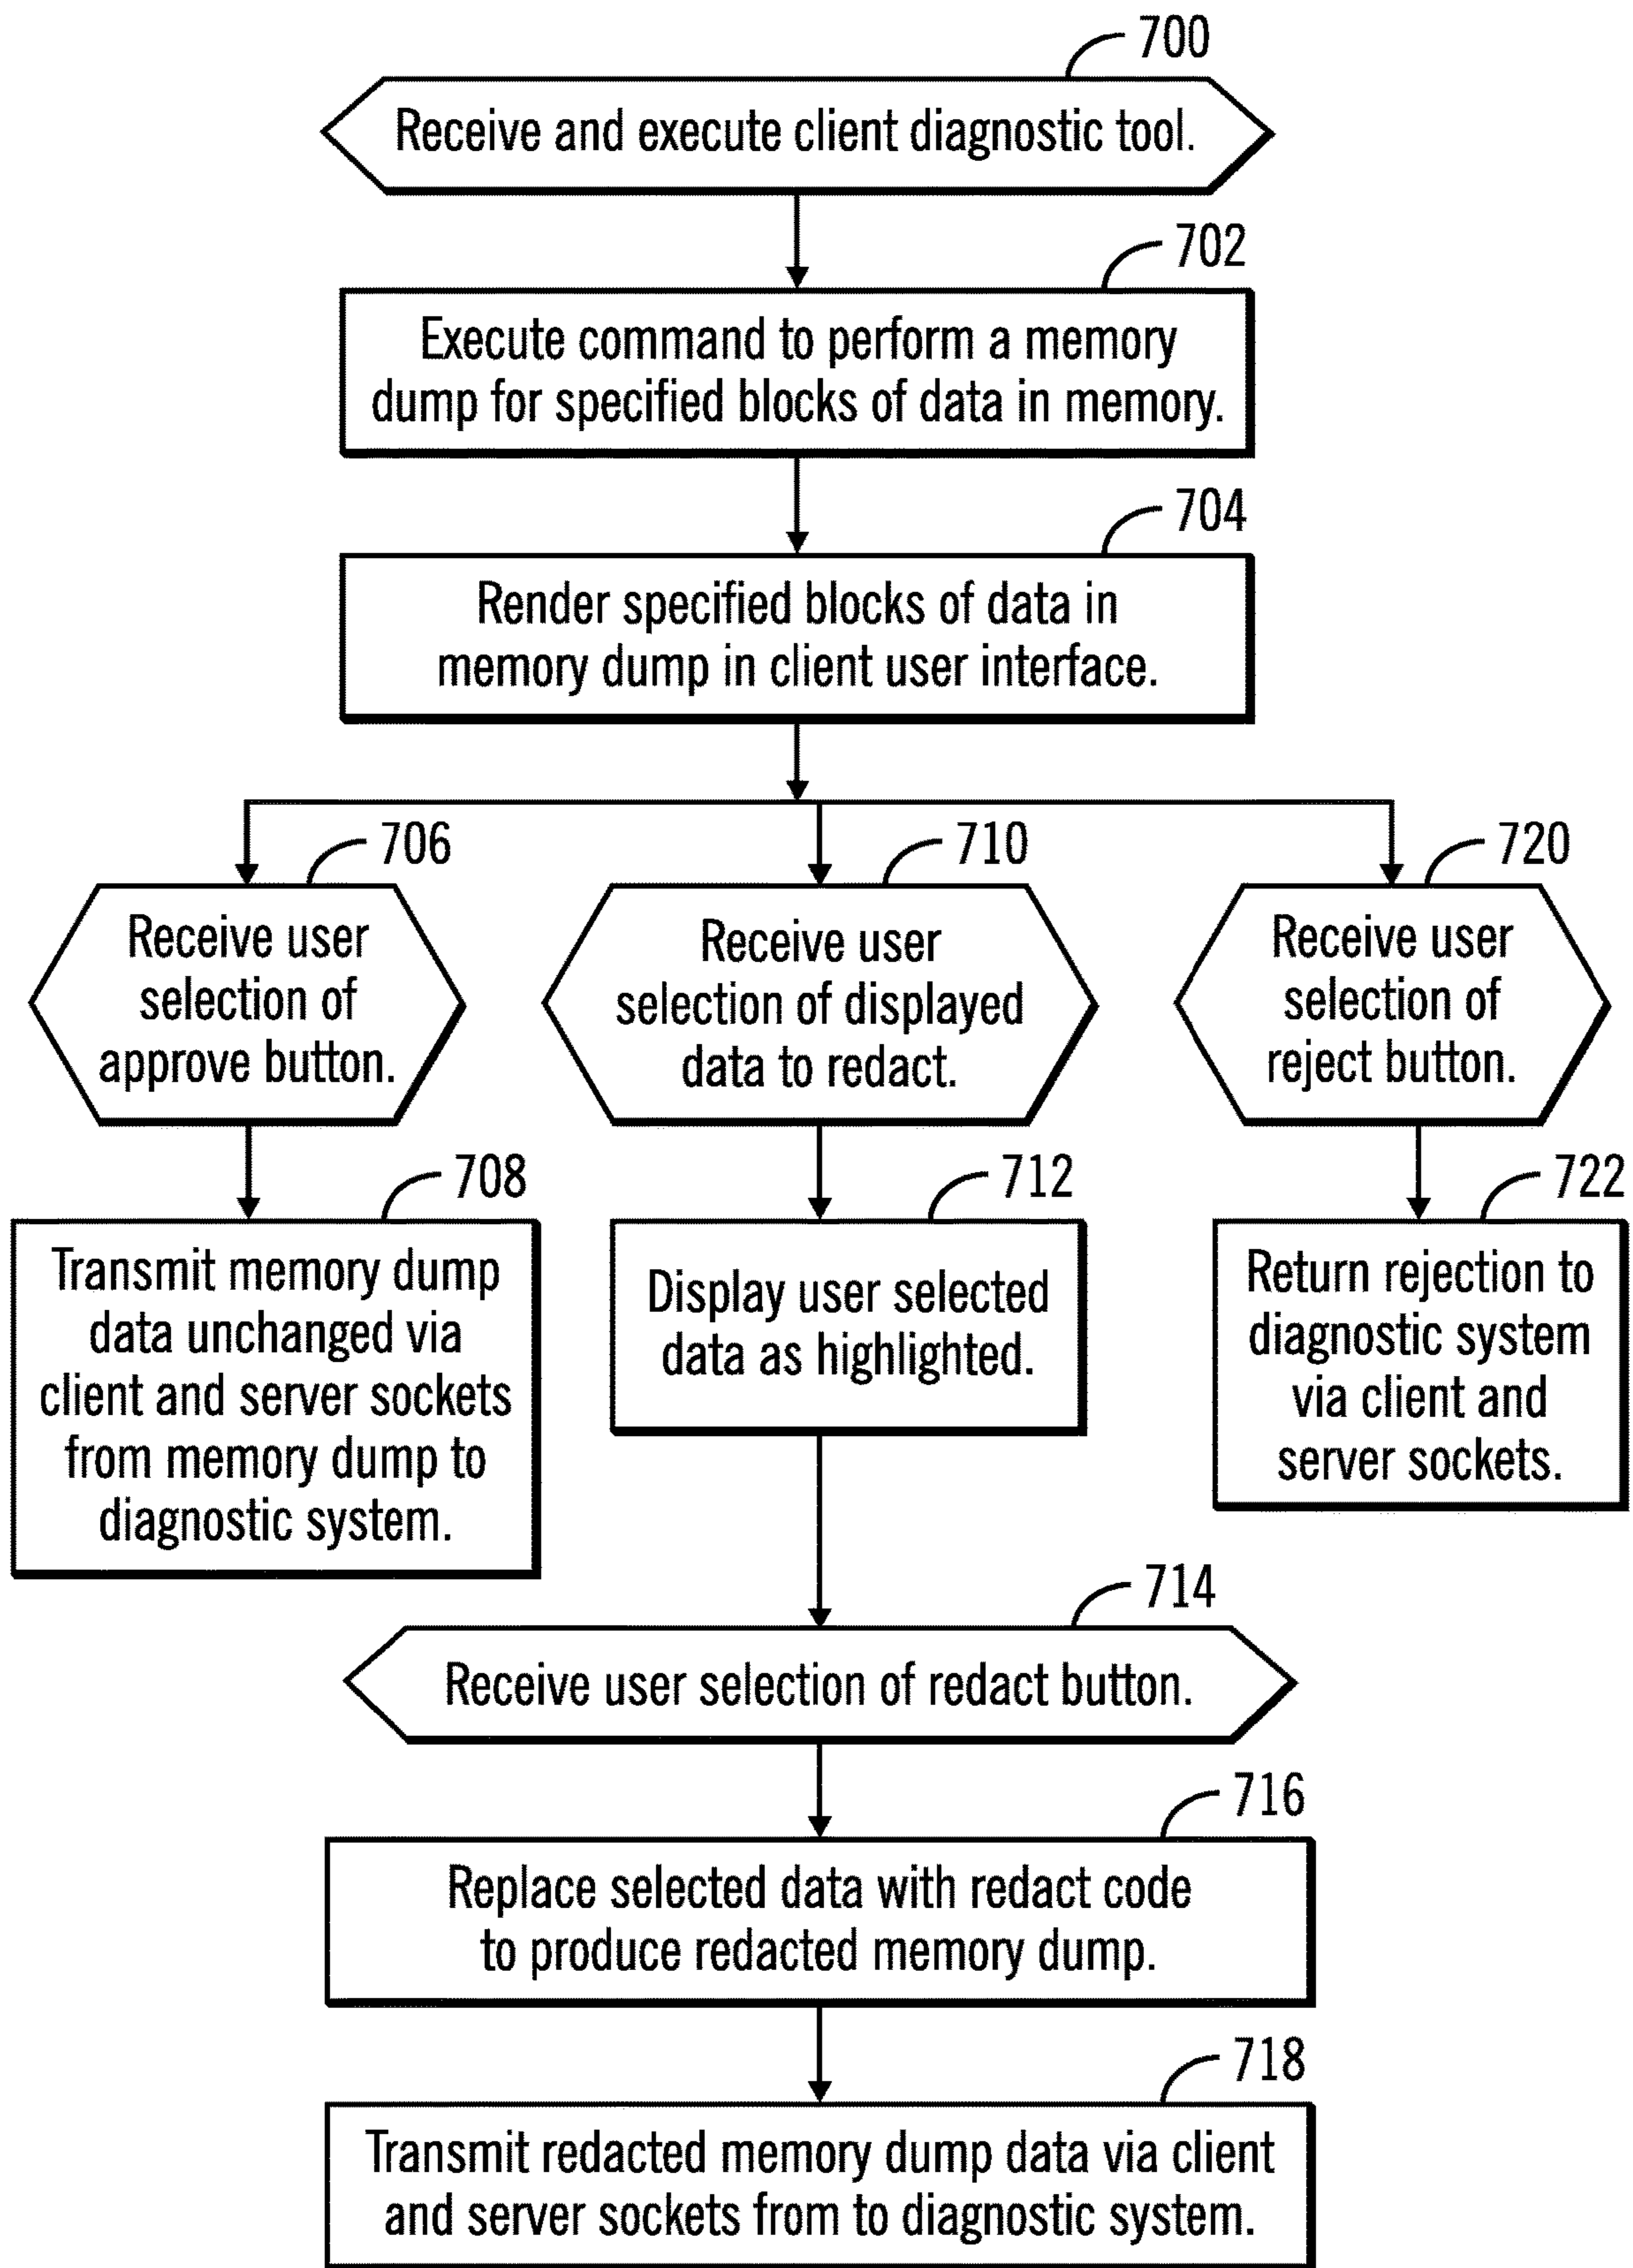 700
Receive and execute client diagnostic tool.
702
Execute command to perform a memory
dump for specified blocks of data in memory.
704
Render specified blocks of data in
memory dump in client user interface.
706
Receive user
selection of
approve button.
708
Transmit memory dump
data unchanged via
client and server sockets
from memory dump to
diagnostic system.
710
Receive user
selection of displayed
data to redact.
712
Display user selected
data as highlighted.
714
Receive user selection of redact button.
716
Replace selected data with redact code
to produce redacted memory dump.
718
Transmit redacted memory dump data via client
and server sockets from to diagnostic system.
720
Receive user
selection of
reject button.
722
Return rejection to
diagnostic system
via client and
server sockets.